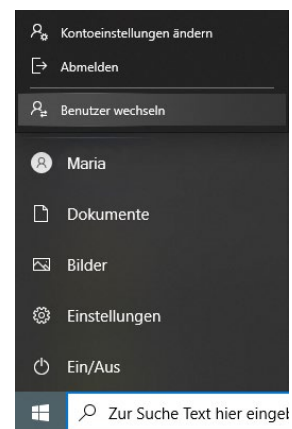 Kontoeinstellungen ändern
Abmelden
Benutzer wechseln
Maria
Dokumente
Bilder
Einstellungen
Ein/Aus
Zur Suche Text hier eingeb